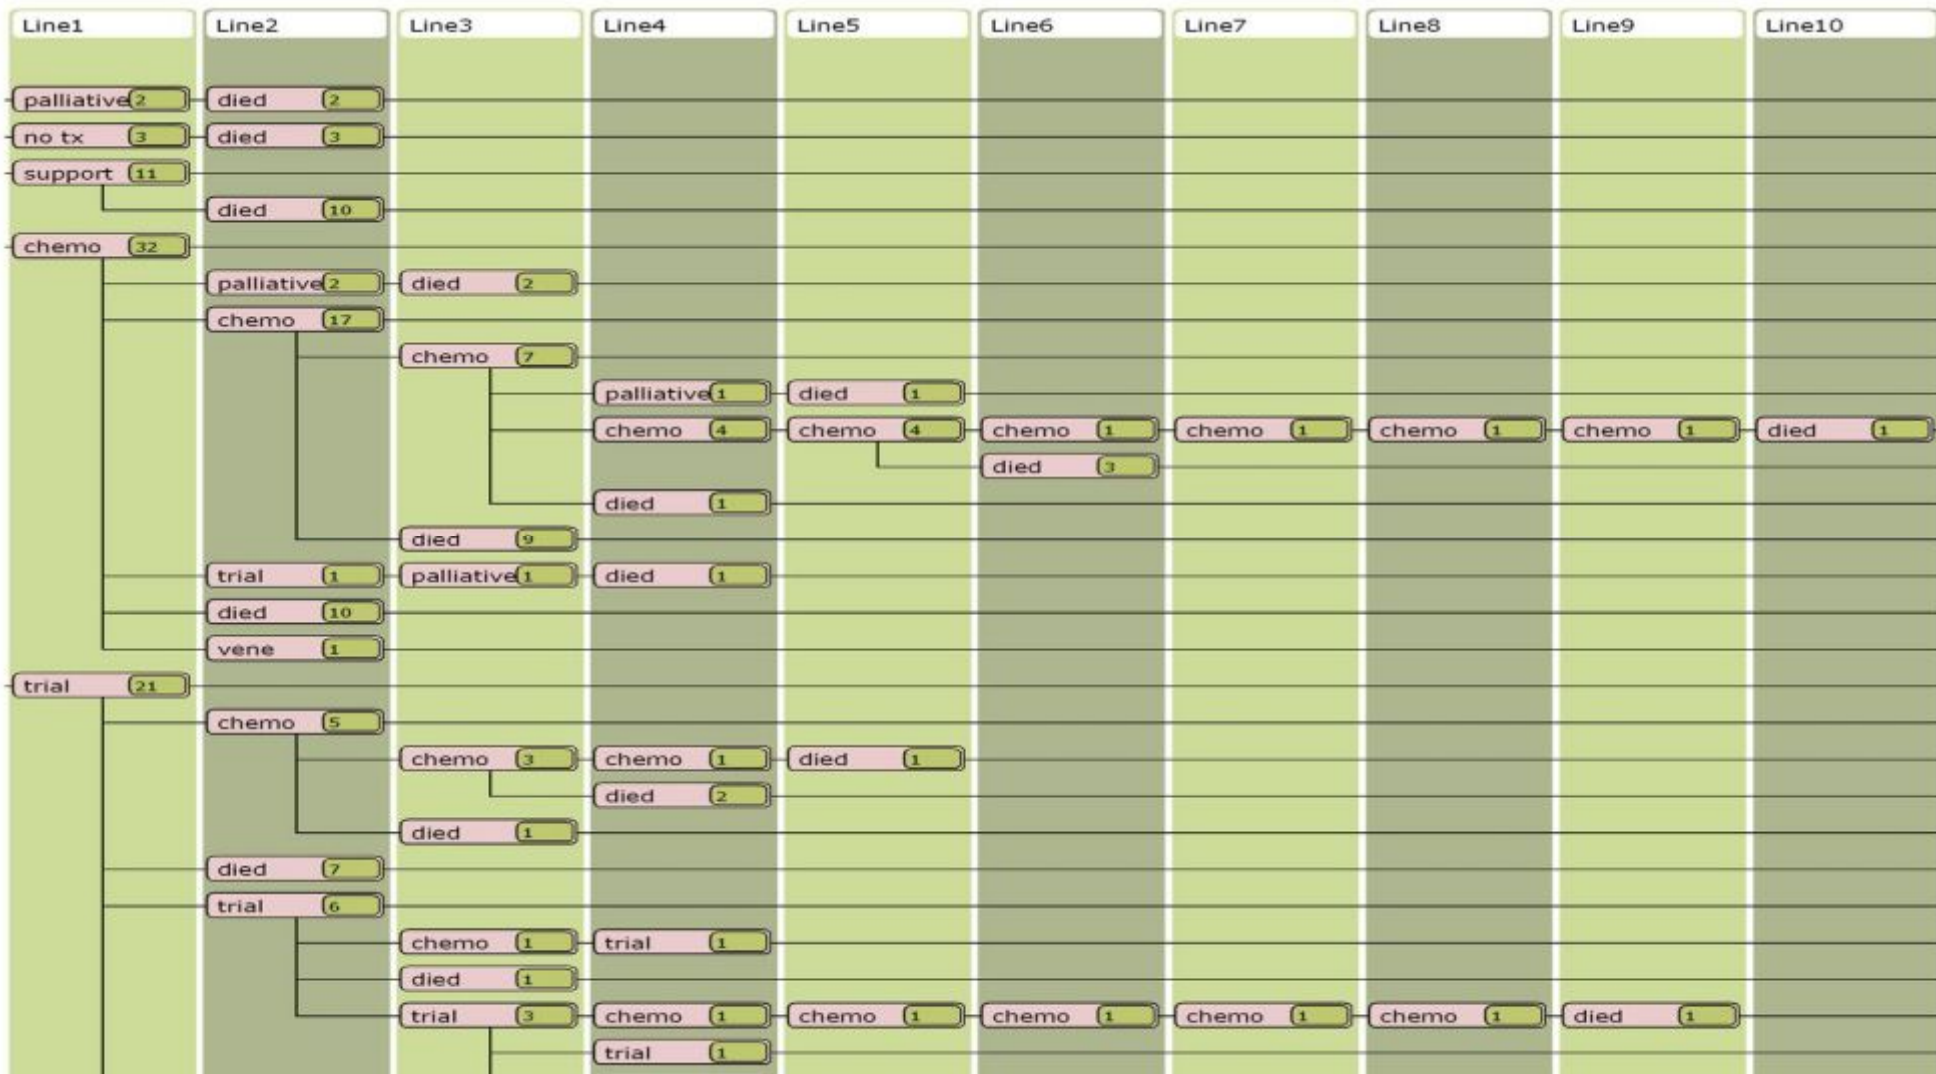 Line1 Line2 Line3 Line4 Line5 Line6 Line7 Line8 Line9 Line10
palliative 2 died 2
no tx 3 died 3
support 11
died 10
chemo 32
palliative 2 died 2
chemo 17
chemo 7
palliative 1 died 1
chemo 4 chemo 4 chemo 1 chemo 1 chemo 1 chemo 1 died 1
died 3
died 1
died 9
trial 1 palliative 1 died 1
died 10
vene 1
trial 21
chemo 5
chemo 3 chemo 1 died 1
died 2
died 1
died 7
trial 6
chemo 1 trial 1
died 1
trial 3 chemo 1 chemo 1 chemo 1 chemo 1 chemo 1 died 1
trial 1